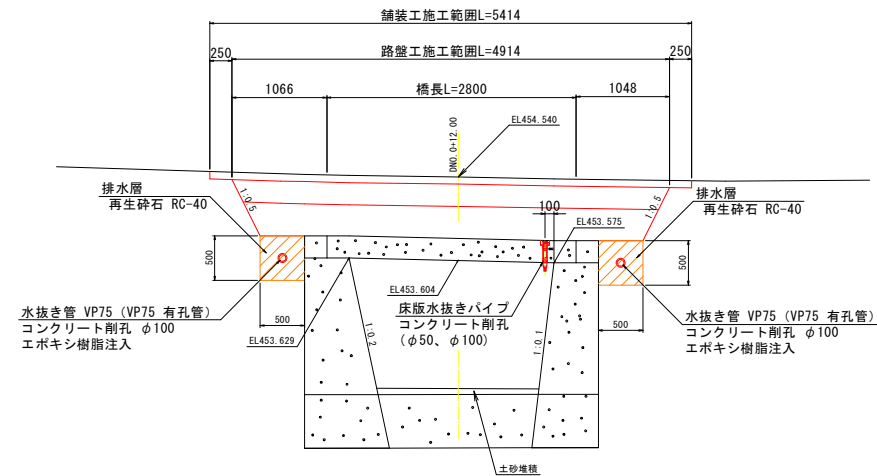 舗装工施工範囲L=5414
250
路盤工施工範囲L=4914
250
1066
橋長L=2800
1048
EL454.540
DN0.0+12.00
排水層
再生砕石 RC-40
1:0.5
100
EL453.575
1:0.5
排水層
再生砕石 RC-40
500
500
EL453.604
床版水抜きパイプ
コンクリート削孔
(φ50、φ100)
水抜き管 VP75 (VP75 有孔管)
コンクリート削孔 φ100
エポキシ樹脂注入
500
EL453.629
1:0.2
1:0.1
500
水抜き管 VP75 (VP75 有孔管)
コンクリート削孔 φ100
エポキシ樹脂注入
土砂堆積